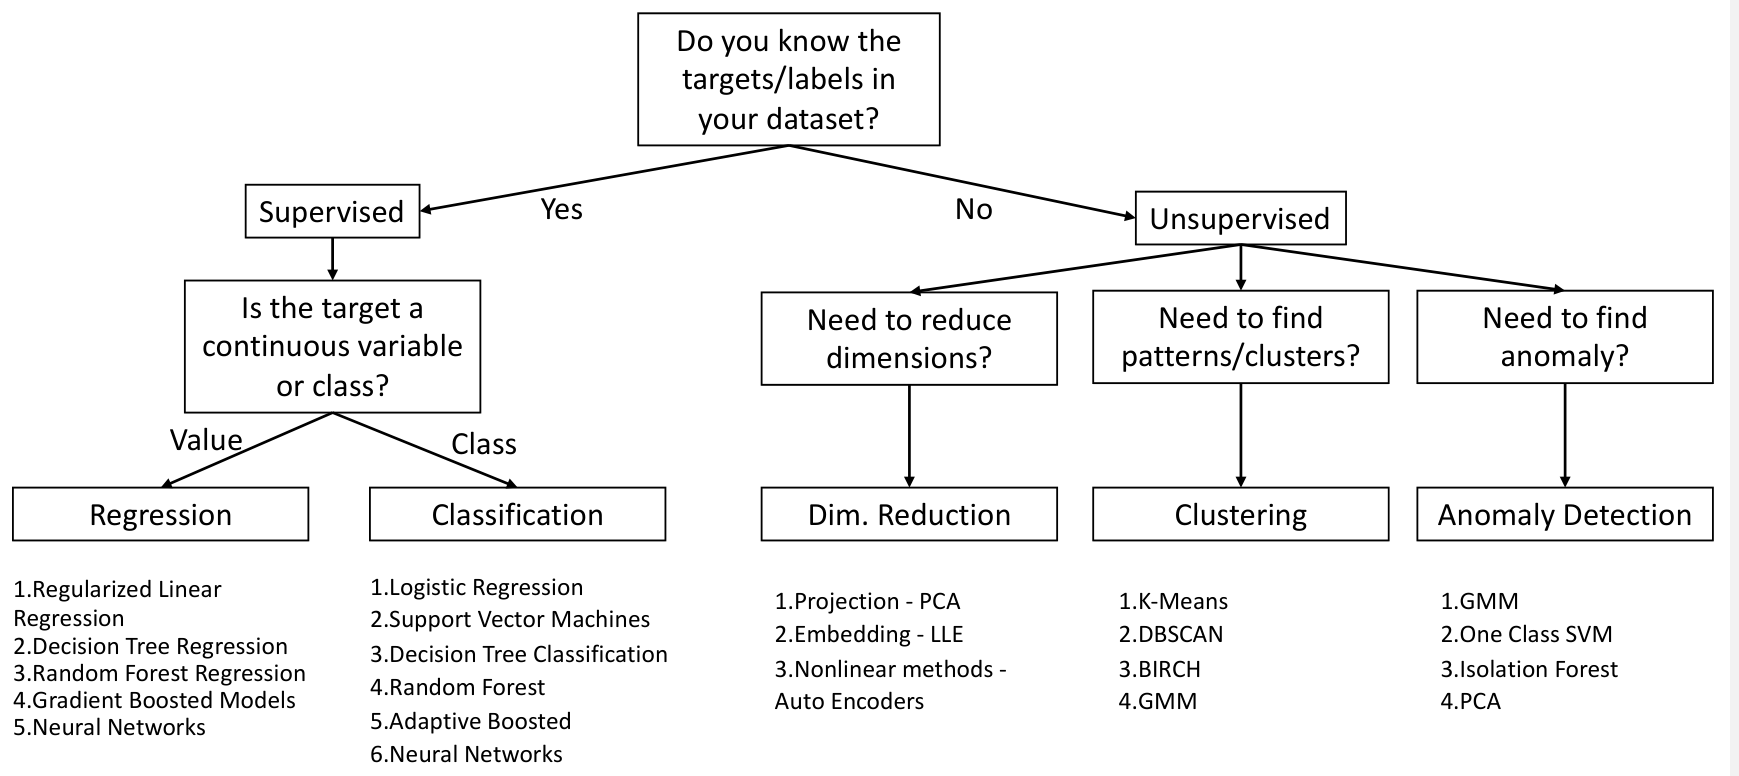 Do you know the
targets/labels in
your dataset?
Supervised
Yes
No
Unsupervised
Is the target a
continuous variable
or class?
Need to reduce
dimensions?
Need to find
patterns/clusters?
Need to find
anomaly?
Value
Class
Regression
Classification
Dim. Reduction
Clustering
Anomaly Detection
1.Regularized Linear
Regression
2.Decision Tree Regression
3.Random Forest Regression
4.Gradient Boosted Models
5.Neural Networks
1.Logistic Regression
2.Support Vector Machines
3.Decision Tree Classification
4.Random Forest
5.Adaptive Boosted
6.Neural Networks
1.Projection - PCA
2.Embedding - LLE
3.Nonlinear methods -
Auto Encoders
1.K-Means
2.DBSCAN
3.BIRCH
4.GMM
1.GMM
2.One Class SVM
3.Isolation Forest
4.PCA